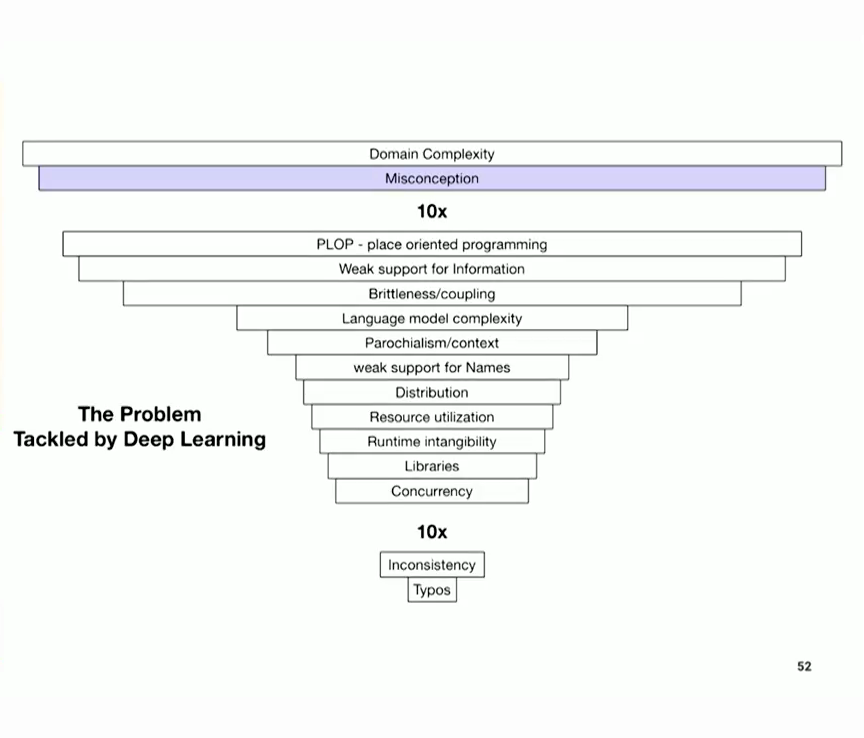 Domain Complexity
Misconception
10x
PLOP - place oriented programming
Weak support for Information
Brittleness/coupling
Language model complexity
Parochialism/context
weak support for Names
Distribution
Resource utilization
Runtime intangibility
Libraries
Concurrency
The Problem
Tackled by Deep Learning
10x
Inconsistency
Typos
52